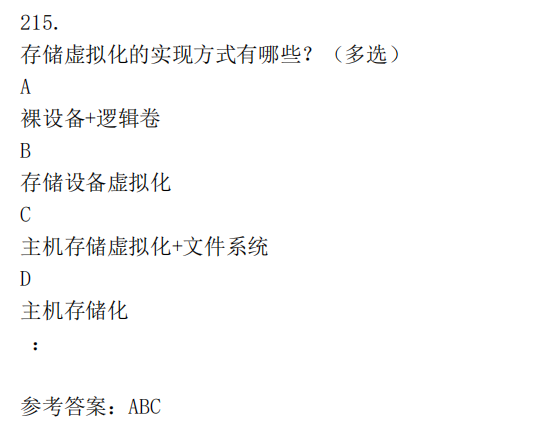 215.
存储虚拟化的实现方式有哪些？（多选）
A
裸设备+逻辑卷
B
存储设备虚拟化
C
主机存储虚拟化+文件系统
D
主机存储化
：
参考答案：ABC